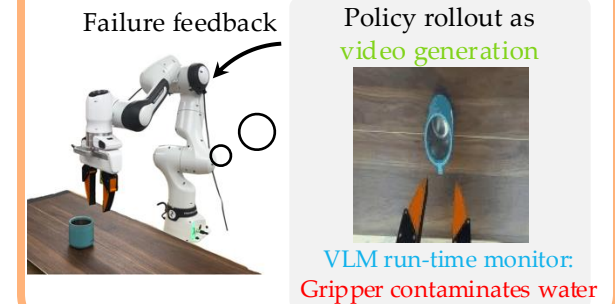 Failure feedback
Policy rollout as
video generation
VLM run-time monitor:
Gripper contaminates water